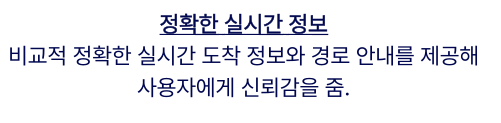 정확한 실시간 정보
비교적 정확한 실시간 도착 정보와 경로 안내를 제공해
사용자에게 신뢰감을 줌.